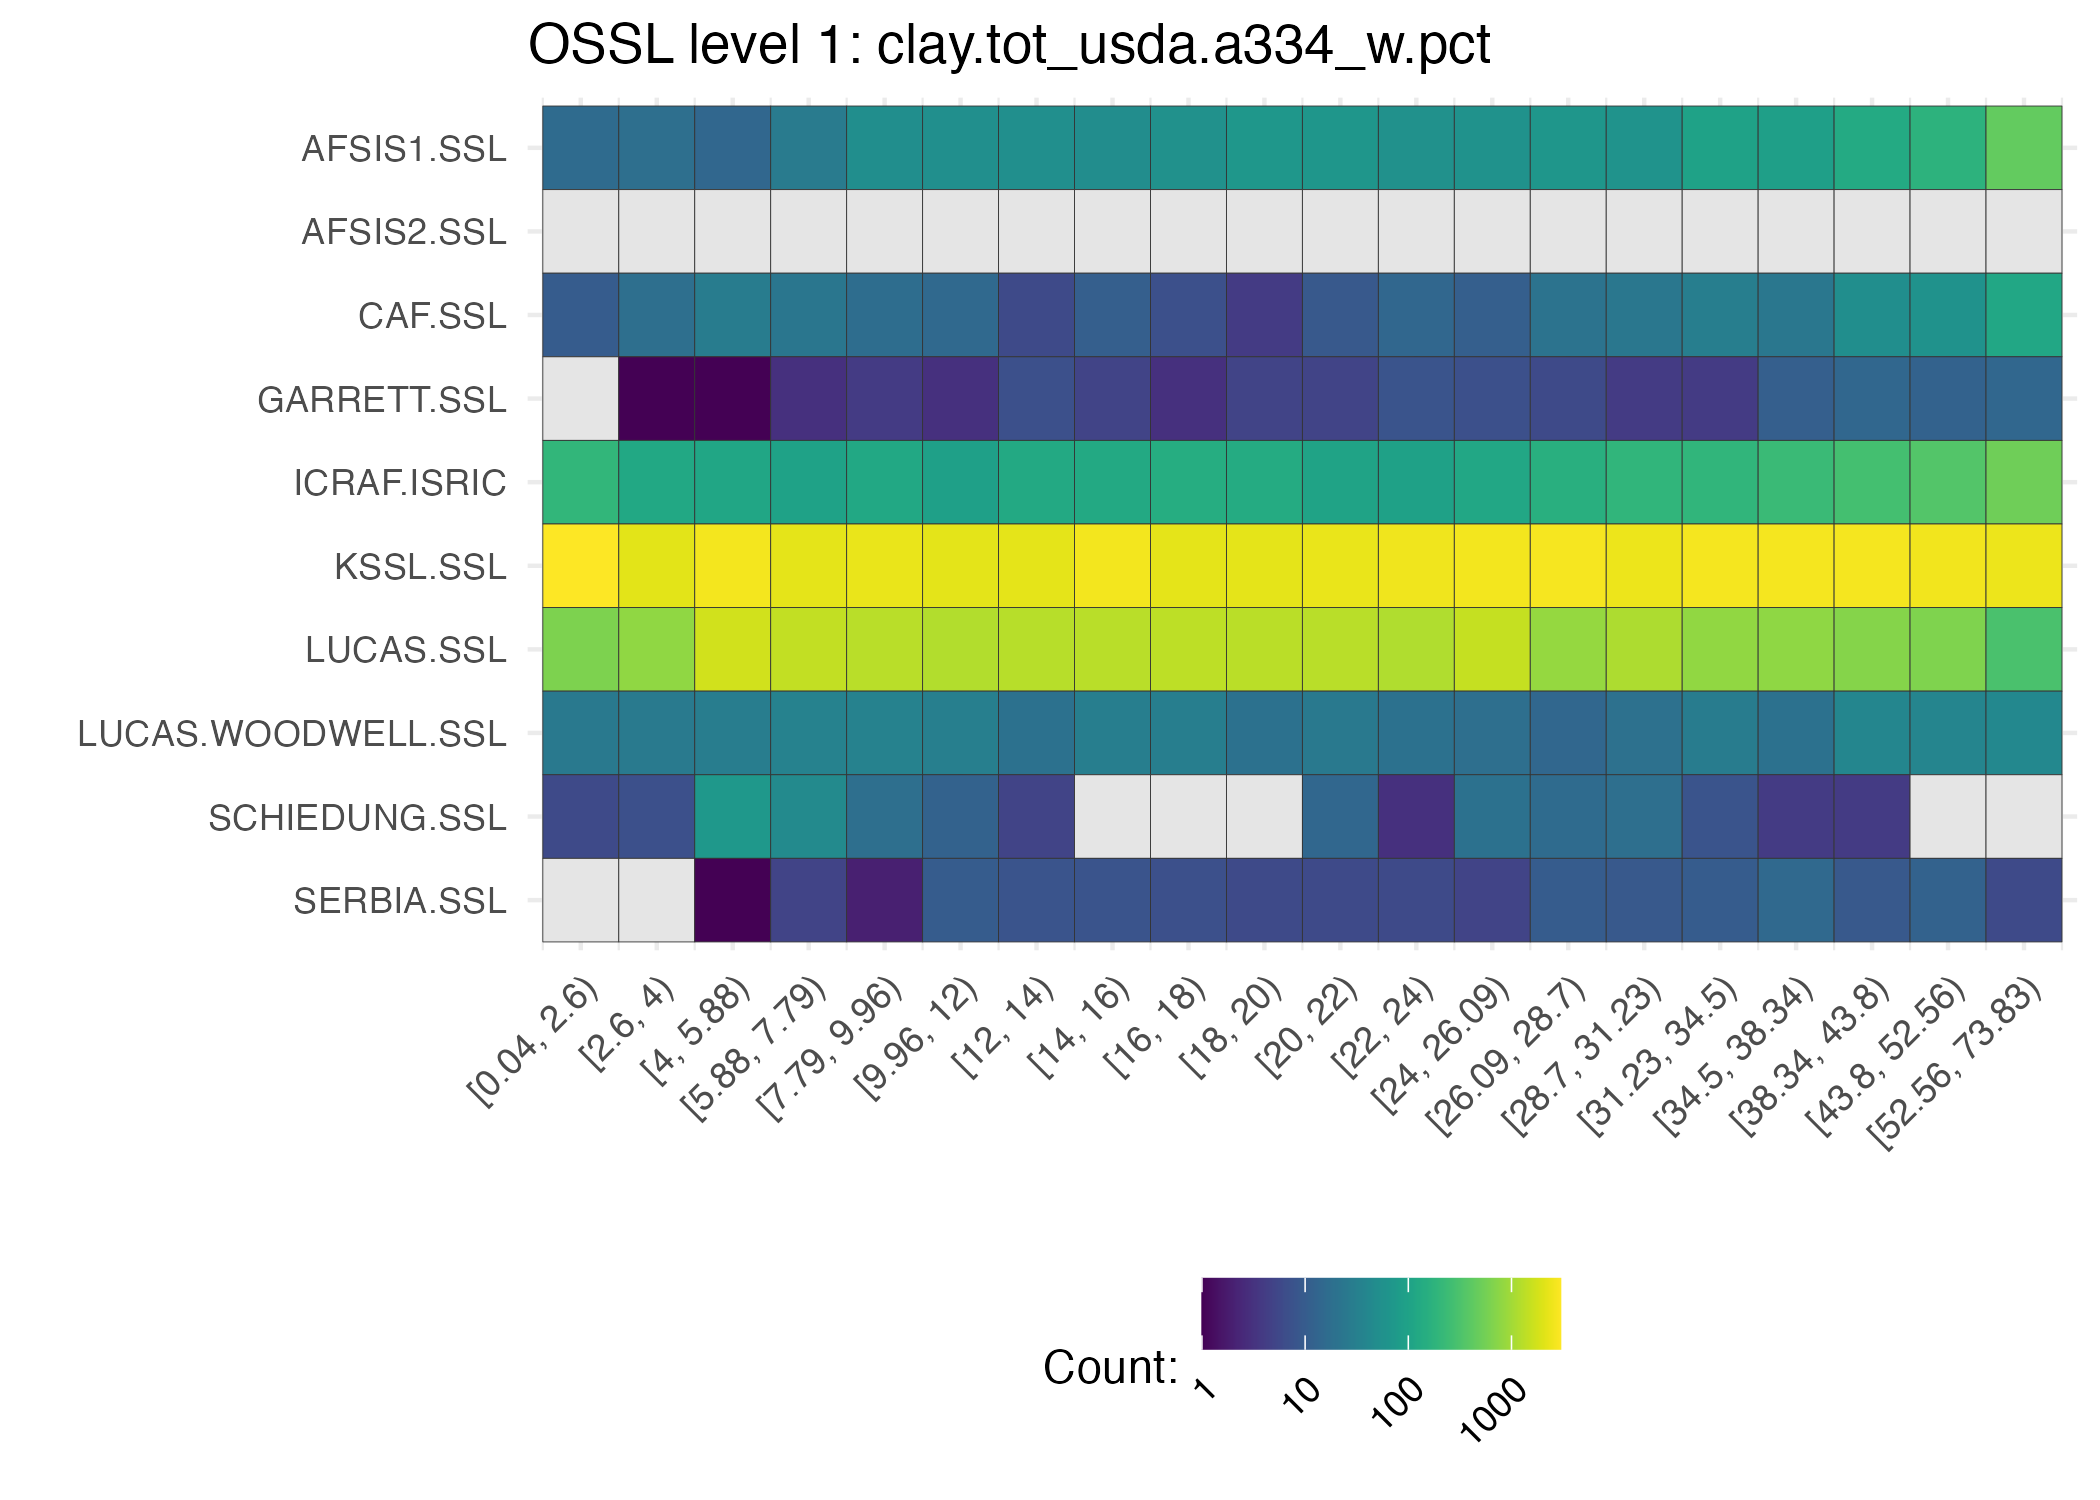 OSSL level 1: clay.tot_usda.a334_w.pct
AFSIS1.SSL
AFSIS2.SSL
CAF.SSL
GARRETT.SSL
ICRAF.ISRIC
KSSL.SSL
LUCAS.SSL
LUCAS.WOODWELL.SSL
SCHIEDUNG.SSL
SERBIA.SSL
[0.04, 2.6)
[2.6, 4)
[4, 5.88)
[5.88, 7.79)
[7.79, 9.96)
[9.96, 12)
[12, 14)
[14, 16)
[16, 18)
[18, 20)
[20, 22)
[22, 24)
[24, 26.09)
[26.09, 28.7)
[28.7, 31.23)
[31.23, 34.5)
[34.5, 38.34)
[38.34, 43.8)
[43.8, 52.56)
[52.56, 73.83)
Count:
1
10
100
1000